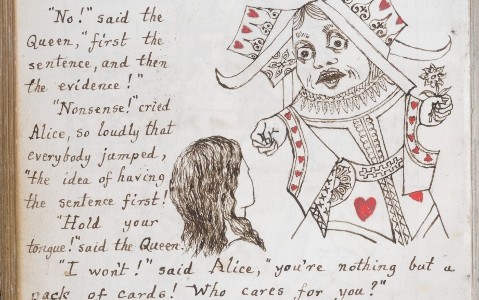 "No!" said the
Queen, "first the
sentence, and then
the evidence!"
"Nonsense!" cried
Alice, so loudly that
everybody jumped,
"the idea of having
the sentence first!
"Hold your
tongue!" said the Queen.
"I won't!" said Alice, "you're nothing but a
pack of cards! Who cares for you?"